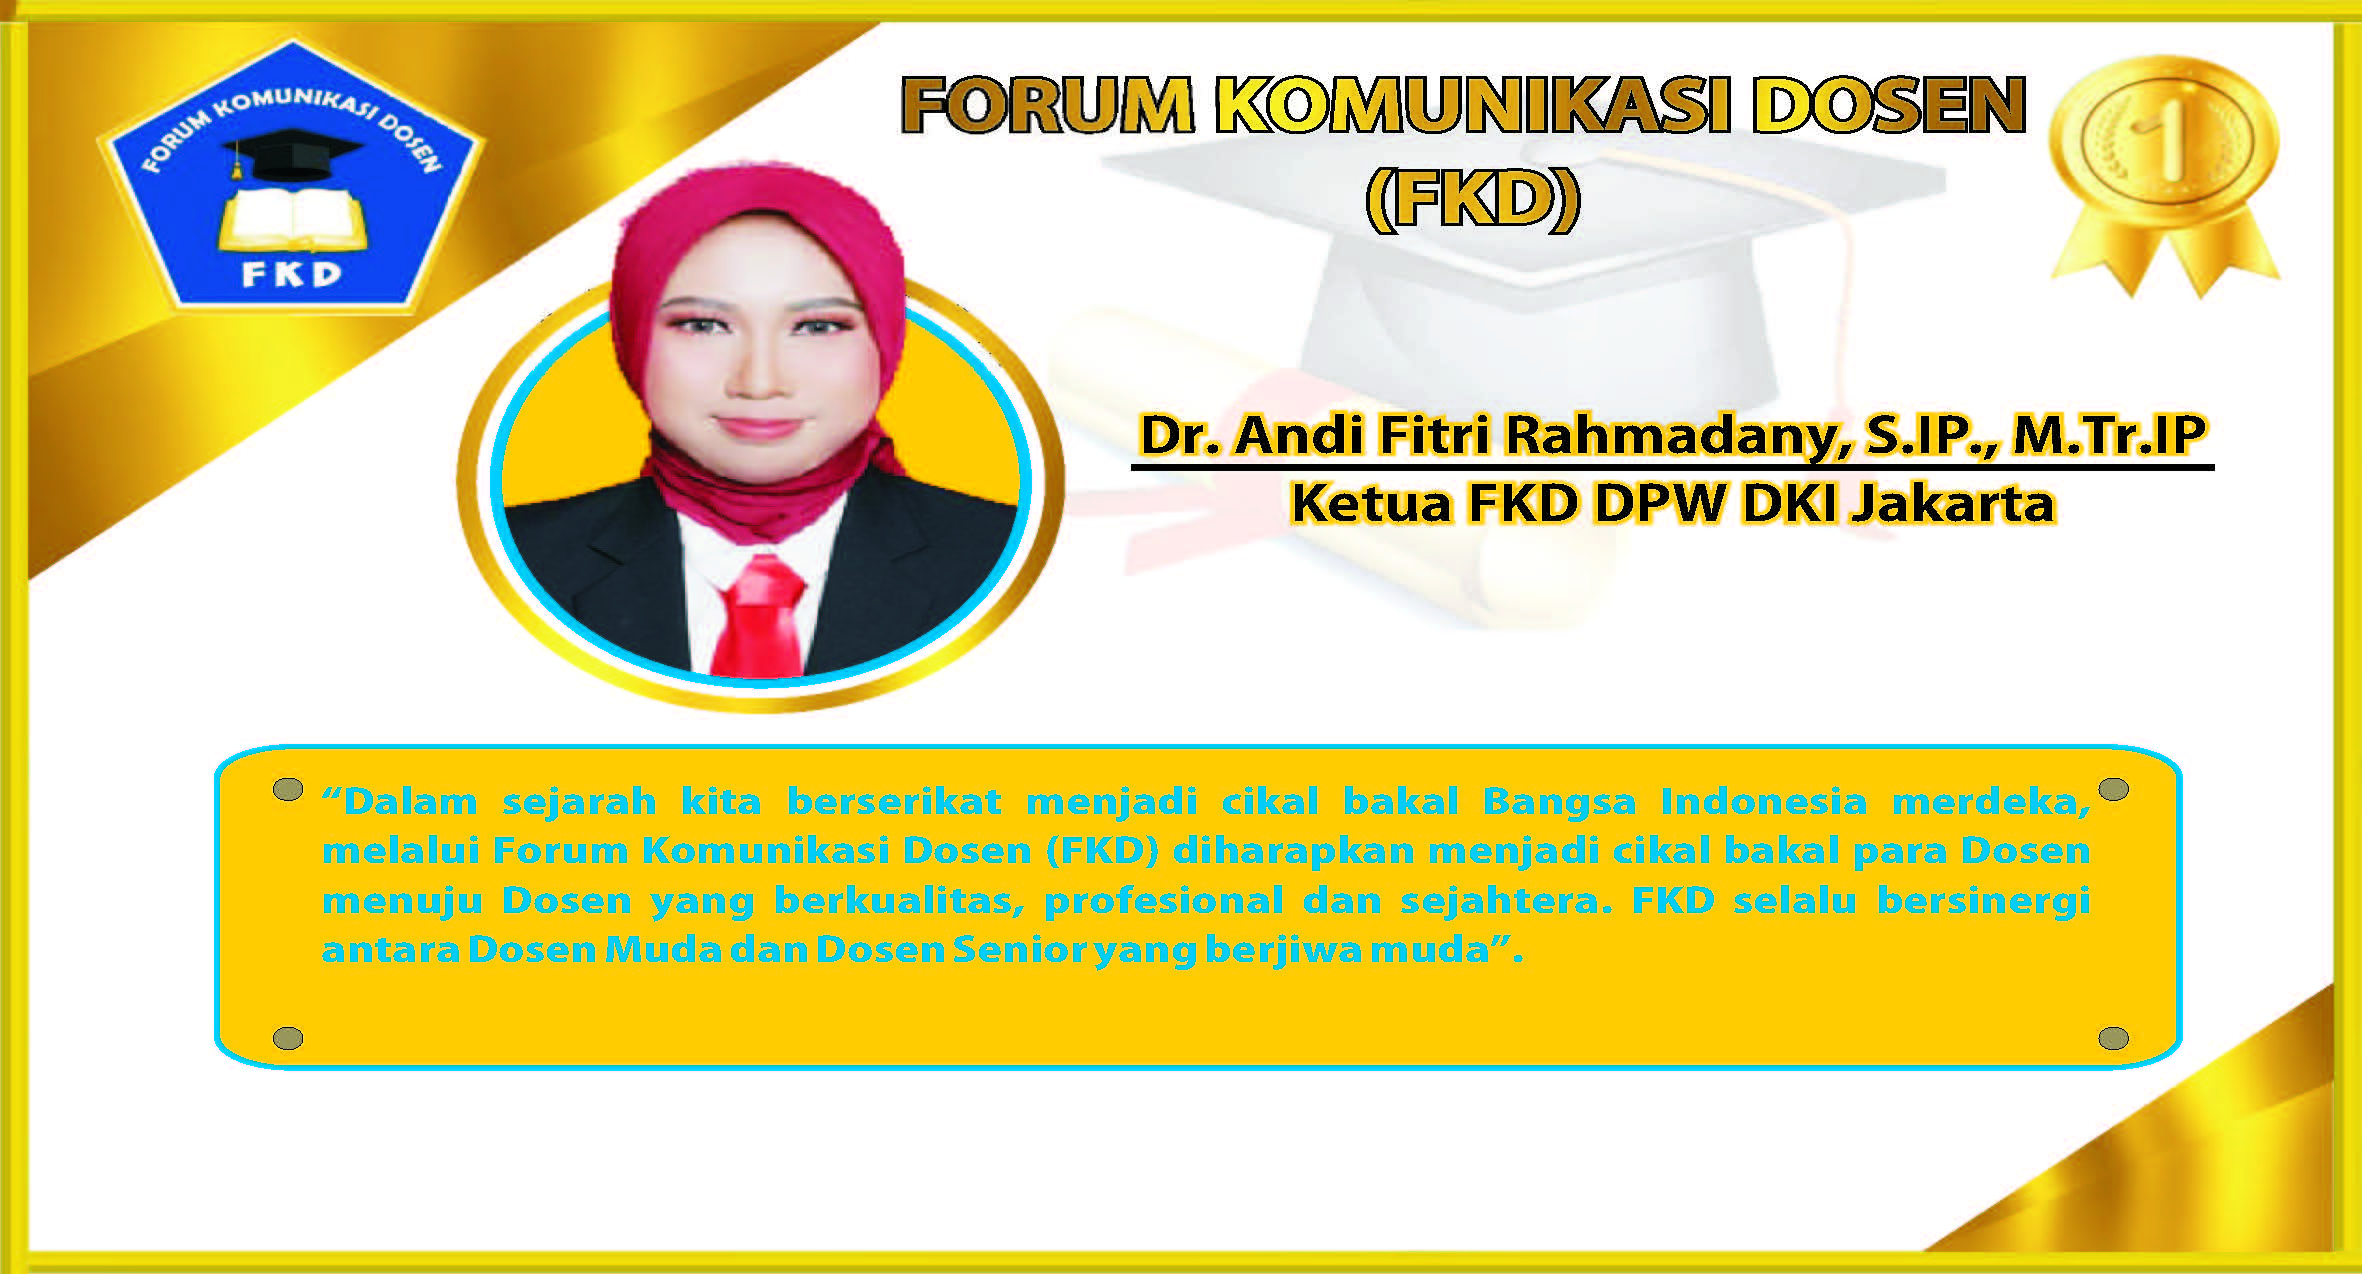 FORUM KOMUNIKASI DOSEN
FKD
FORUM KOMUNIKASI DOSEN
(FKD)
1
Dr. Andi Fitri Rahmadany, S.IP., M.Tr.IP
Ketua FKD DPW DKI Jakarta
“Dalam sejarah kita berserikat menjadi cikal bakal Bangsa Indonesia merdeka,
melalui Forum Komunikasi Dosen (FKD) diharapkan menjadi cikal bakal para Dosen
menuju Dosen yang berkualitas, profesional dan sejahtera. FKD selalu bersinergi
antara Dosen Muda dan Dosen Senior yang berjiwa muda”.